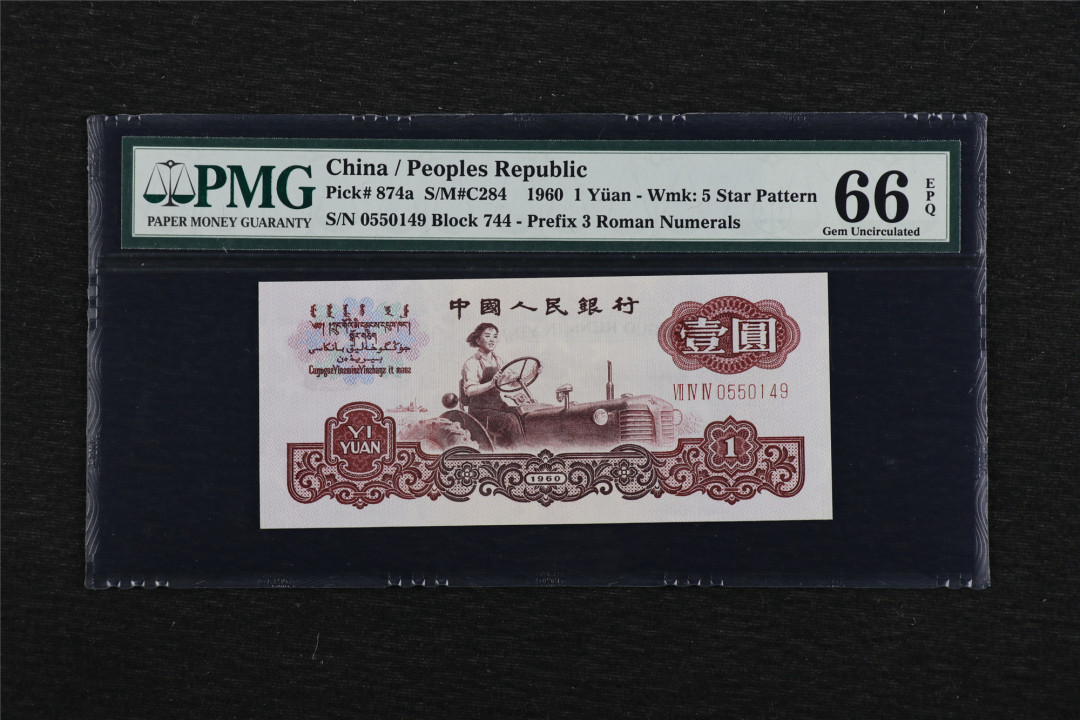 PMG
PAPER MONEY GUARANTY
China / Peoples Republic
Pick# 874a S/M#C284 1960 1 Yüan - Wmk: 5 Star Pattern
S/N 0550149 Block 744 - Prefix 3 Roman Numerals
66 EPQ
Gem Uncirculated
中國人民銀行
壹圓
VII IV IV 0550149
YI
YUAN
1
1960